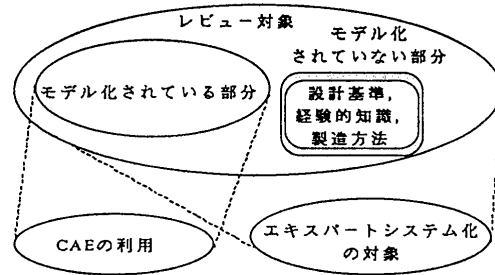 レビュー対象
モデル化
されていない部分
モデル化されている部分
設計基準,
経験的知識,
製造方法
CAEの利用
エキスパートシステム化
の対象